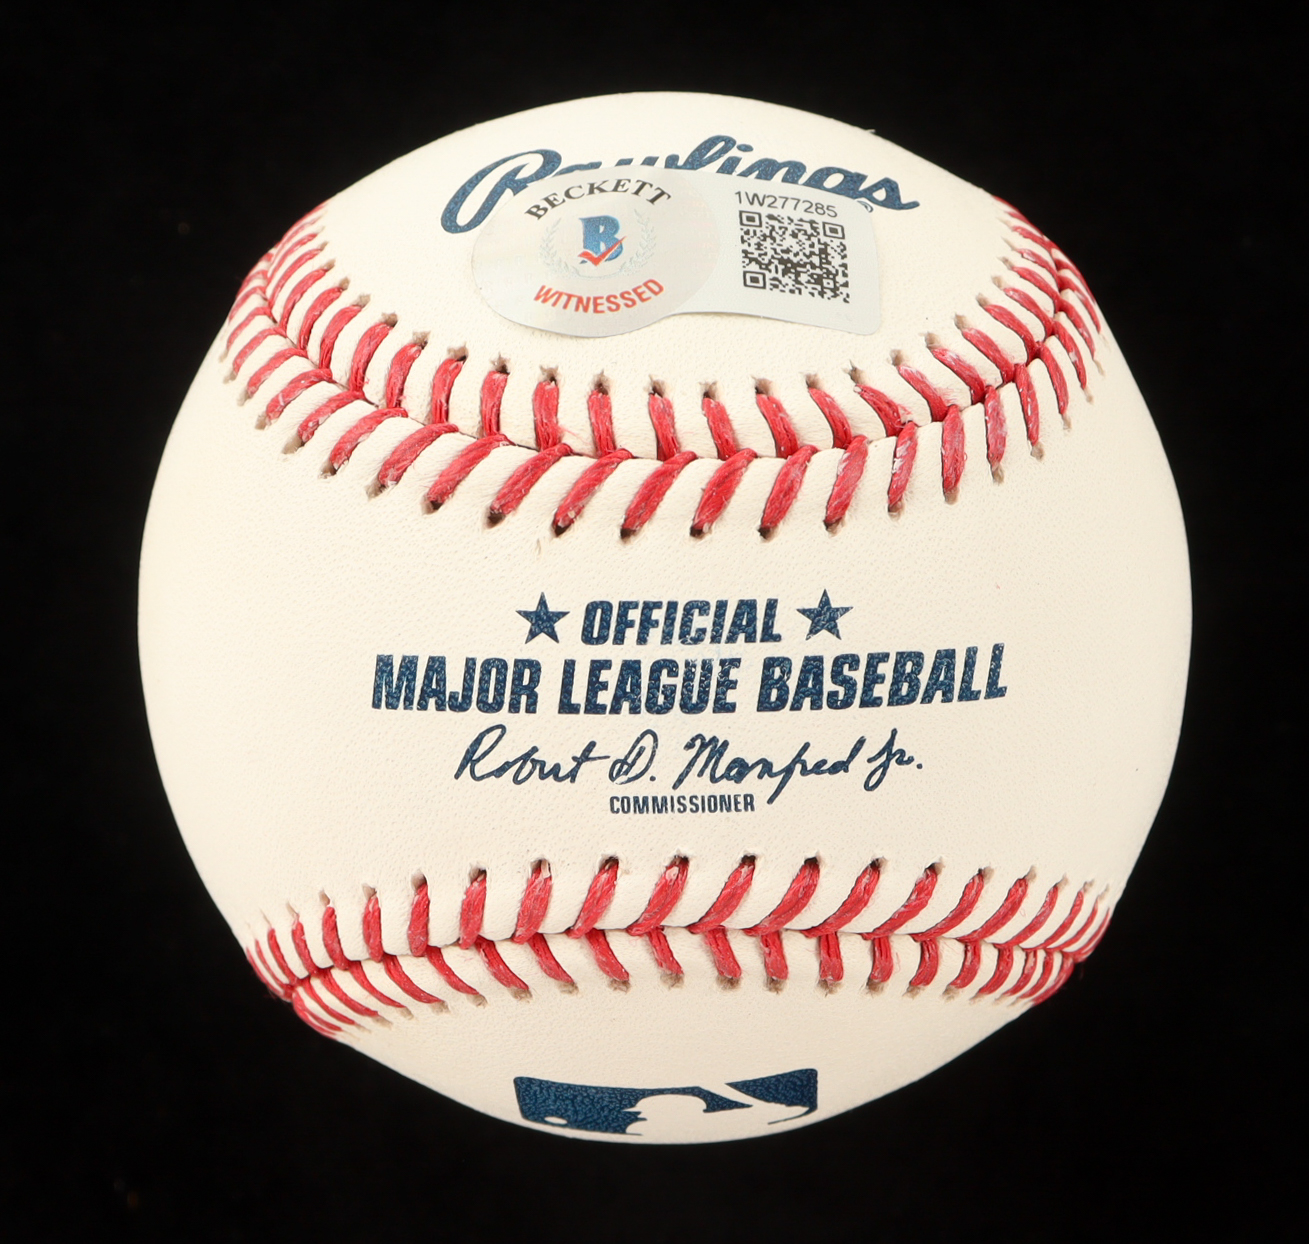 Rawlings
®
BECKETT
B
WITNESSED
1W277285
★ OFFICIAL ★
MAJOR LEAGUE BASEBALL
Robert D. Manfred Jr.
COMMISSIONER